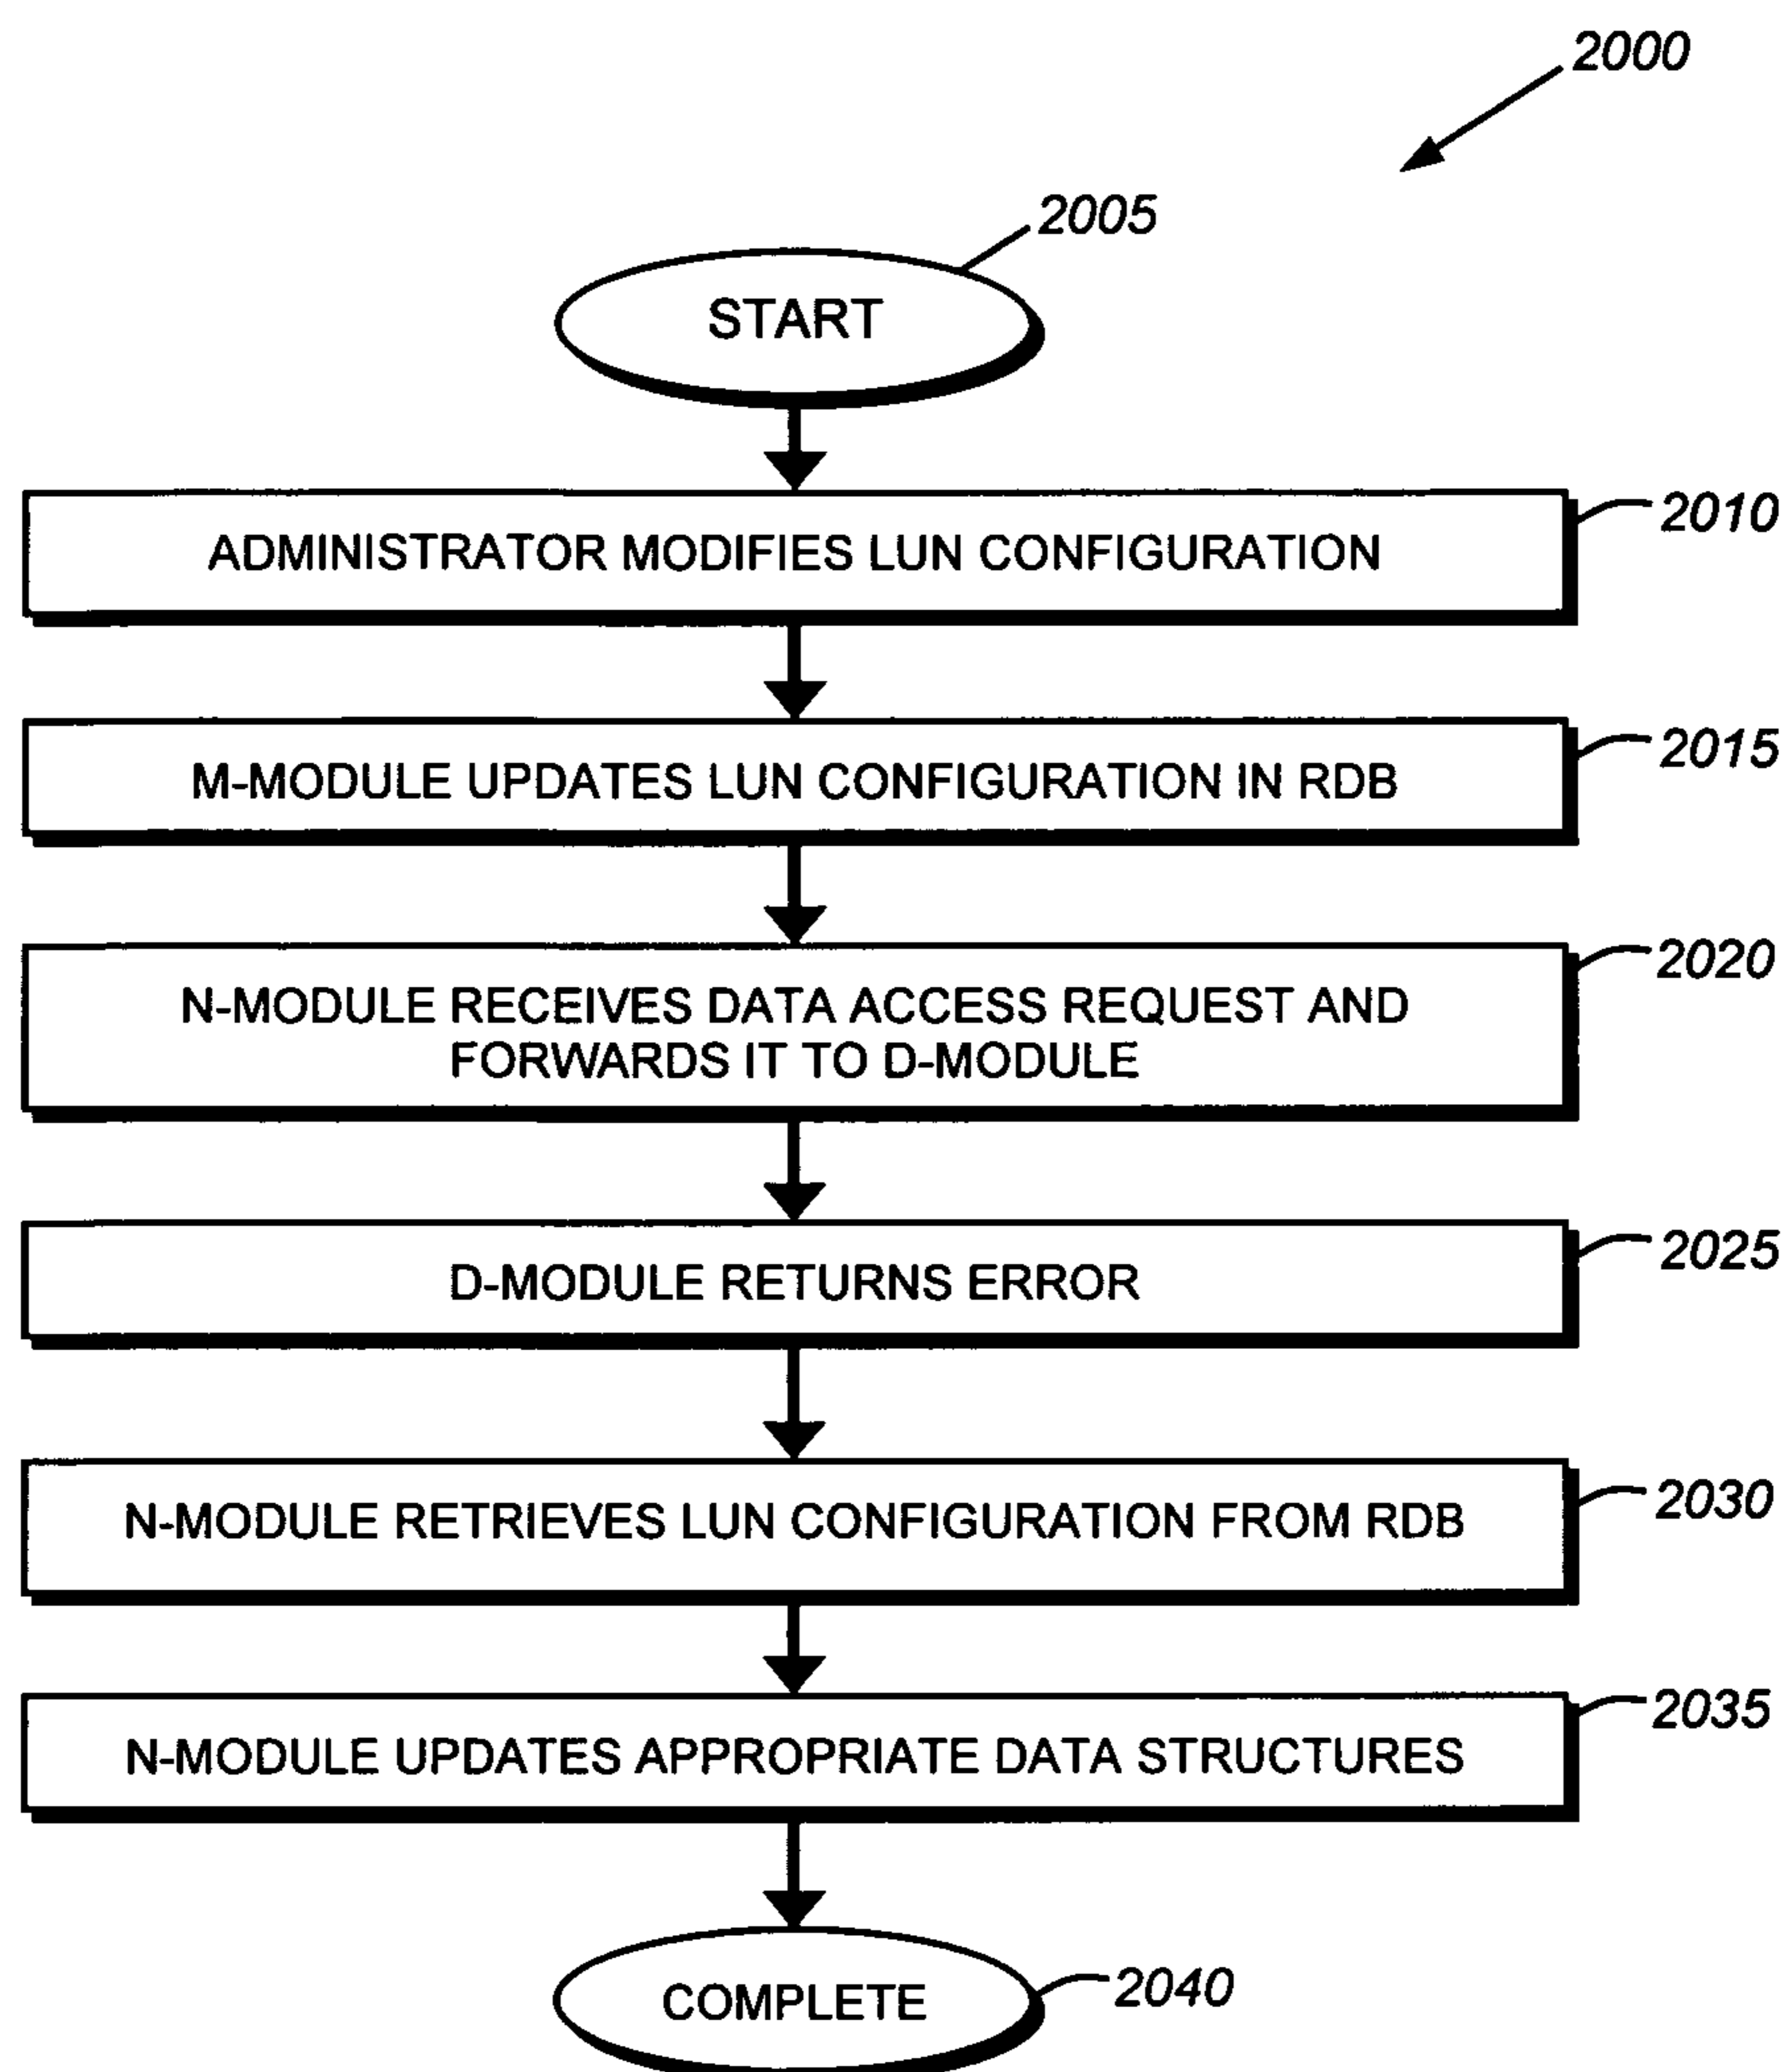 2000
2005
START
2010
ADMINISTRATOR MODIFIES LUN CONFIGURATION
2015
M-MODULE UPDATES LUN CONFIGURATION IN RDB
2020
N-MODULE RECEIVES DATA ACCESS REQUEST AND
FORWARDS IT TO D-MODULE
2025
D-MODULE RETURNS ERROR
2030
N-MODULE RETRIEVES LUN CONFIGURATION FROM RDB
2035
N-MODULE UPDATES APPROPRIATE DATA STRUCTURES
2040
COMPLETE